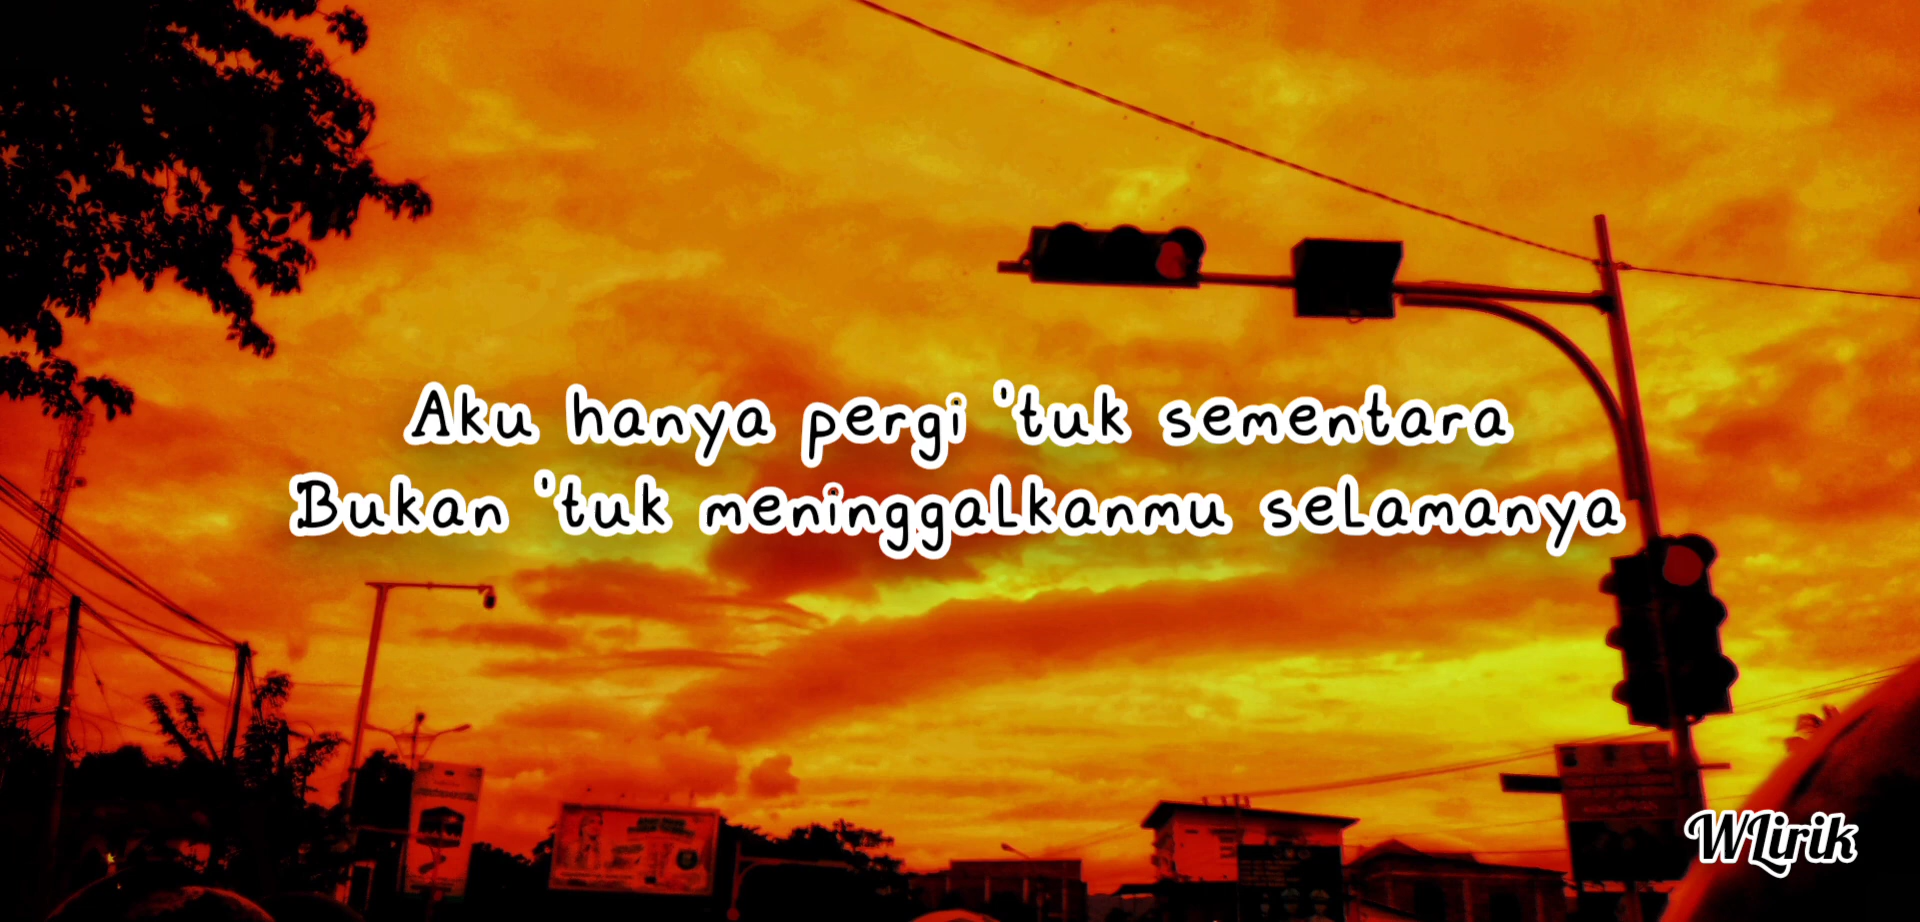 Aku hanya pergi 'tuk sementara
Bukan 'tuk meninggalkanmu selamanya
WLirik